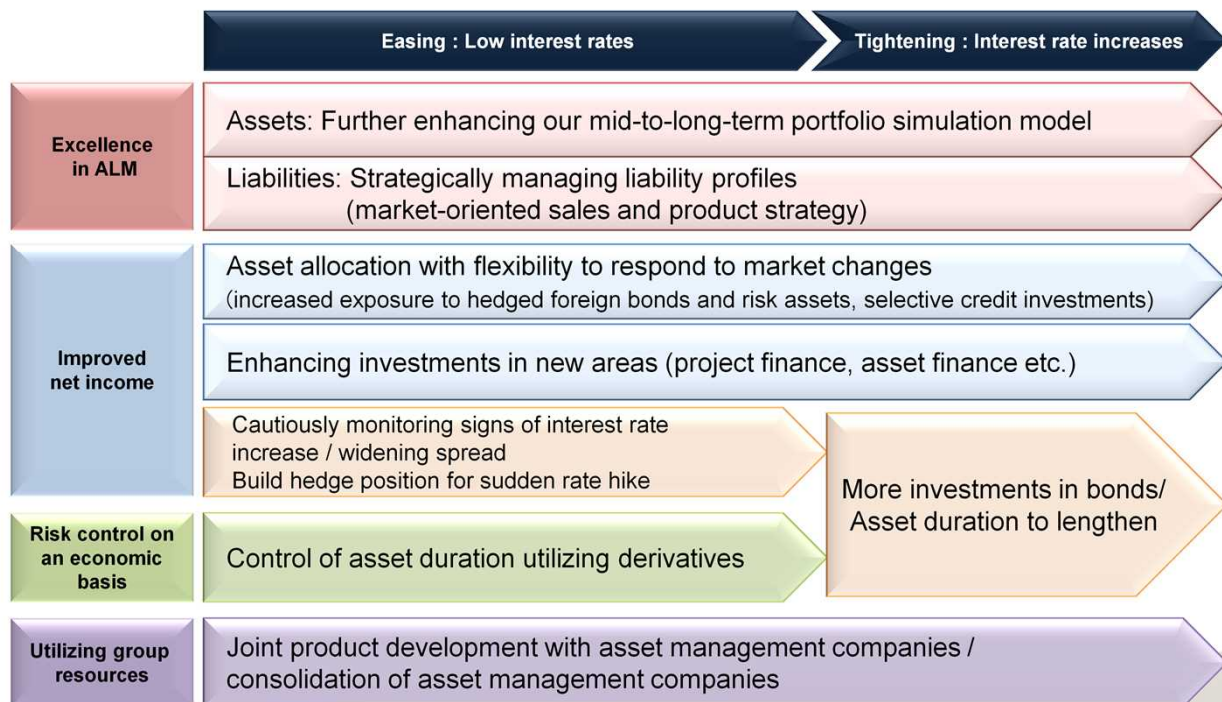 Easing : Low interest rates
Tightening : Interest rate increases
Excellence
in ALM
Assets: Further enhancing our mid-to-long-term portfolio simulation model
Liabilities: Strategically managing liability profiles
(market-oriented sales and product strategy)
Improved
net income
Asset allocation with flexibility to respond to market changes
(increased exposure to hedged foreign bonds and risk assets, selective credit investments)
Enhancing investments in new areas (project finance, asset finance etc.)
Cautiously monitoring signs of interest rate
increase / widening spread
Build hedge position for sudden rate hike
More investments in bonds/
Asset duration to lengthen
Risk control on
an economic
basis
Control of asset duration utilizing derivatives
Utilizing group
resources
Joint product development with asset management companies /
consolidation of asset management companies